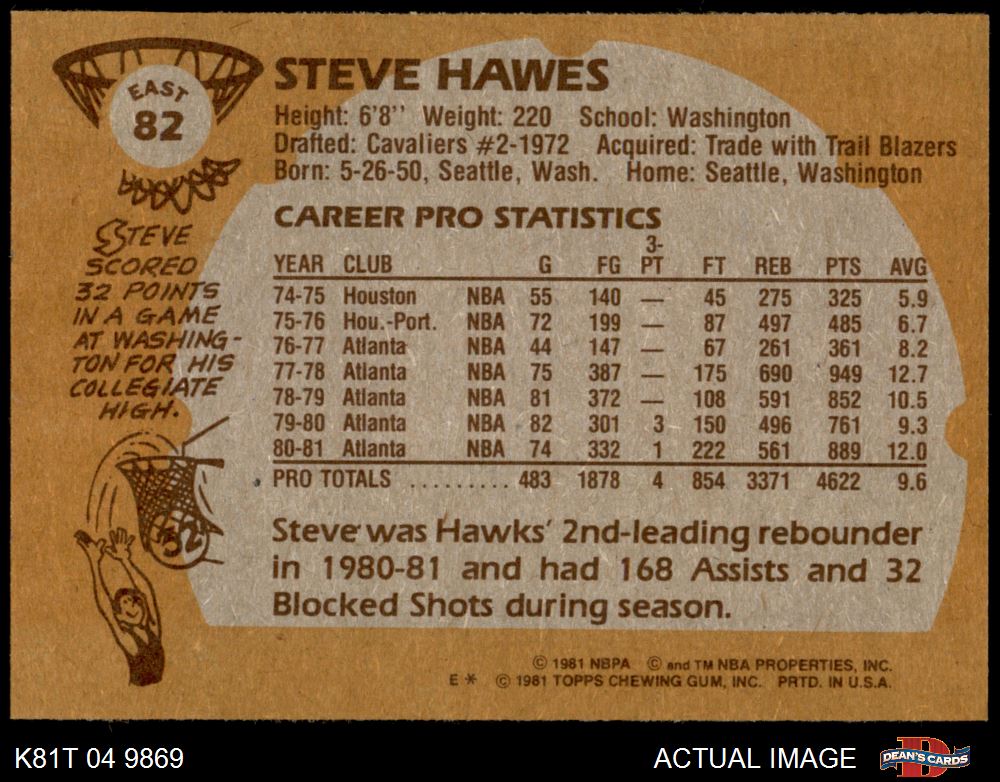 EAST
82
STEVE HAWES
Height: 6'8'' Weight: 220 School: Washington
Drafted: Cavaliers #2-1972 Acquired: Trade with Trail Blazers
Born: 5-26-50, Seattle, Wash. Home: Seattle, Washington
STEVE
SCORED
32 POINTS
IN A GAME
AT WASHING-
TON FOR HIS
COLLEGIATE
HIGH.
32
CAREER PRO STATISTICS
YEAR CLUB G FG 3-PT FT REB PTS AVG
74-75 Houston NBA 55 140 — 45 275 325 5.9
75-76 Hou.-Port. NBA 72 199 — 87 497 485 6.7
76-77 Atlanta NBA 44 147 — 67 261 361 8.2
77-78 Atlanta NBA 75 387 — 175 690 949 12.7
78-79 Atlanta NBA 81 372 — 108 591 852 10.5
79-80 Atlanta NBA 82 301 3 150 496 761 9.3
80-81 Atlanta NBA 74 332 1 222 561 889 12.0
PRO TOTALS ......... 483 1878 4 854 3371 4622 9.6
Steve was Hawks' 2nd-leading rebounder
in 1980-81 and had 168 Assists and 32
Blocked Shots during season.
© 1981 NBPA © and TM NBA PROPERTIES, INC.
E * © 1981 TOPPS CHEWING GUM, INC. PRTD. IN U.S.A.
K81T 04 9869
ACTUAL IMAGE
DEAN'S CARDS